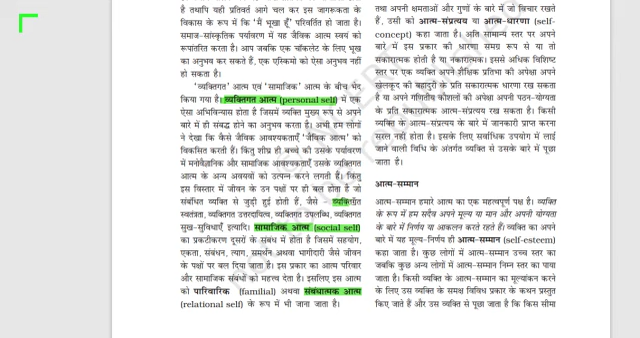 है तथापि यही प्रतिवर्त आगे चल कर इस जागरूकता के
विकास के रूप में कि 'मैं भूखा हूँ' परिवर्तित हो जाता है।
समाज-सांस्कृतिक पर्यावरण में यह जैविक आत्म स्वयं को
रूपांतरित करता है। आप जबकि एक चॉकलेट के लिए भूख
का अनुभव कर सकते हैं, एक एस्किमो को ऐसा अनुभव नहीं
हो सकता है।
'व्यक्तिगत' आत्म एवं 'सामाजिक' आत्म के बीच भेद
किया गया है। व्यक्तिगत आत्म (personal self) में एक
ऐसा अभिविन्यास होता है जिसमें व्यक्ति मुख्य रूप से अपने
बारे में ही संबद्ध होने का अनुभव करता है। अभी हम लोगों
ने देखा कि कैसे जैविक आवश्यकताएँ 'जैविक आत्म' को
विकसित करती हैं। किंतु शीघ्र ही बच्चे की उसके पर्यावरण
में मनोवैज्ञानिक और सामाजिक आवश्यकताएँ उसके व्यक्तिगत
आत्म के अन्य अवयवों को उत्पन्न करने लगती हैं। किंतु
इस विस्तार में जीवन के उन पक्षों पर ही बल होता है जो
संबंधित व्यक्ति से जुड़ी हुई होती हैं, जैसे - व्यक्तिगत
स्वतंत्रता, व्यक्तिगत उत्तरदायित्व, व्यक्तिगत उपलब्धि, व्यक्तिगत
सुख-सुविधाएँ इत्यादि। सामाजिक आत्म (social self)
का प्रकटीकरण दूसरों के संबंध में होता है जिसमें सहयोग,
एकता, संबंधन, त्याग, समर्थन अथवा भागीदारी जैसे जीवन
के पक्षों पर बल दिया जाता है। इस प्रकार का आत्म परिवार
और सामाजिक संबंधों को महत्त्व देता है। इसलिए इस आत्म
को पारिवारिक (familial) अथवा संबंधात्मक आत्म
(relational self) के रूप में भी जाना जाता है।
तथा अपनी क्षमताओं और गुणों के बारे में जो विचार रखते
हैं, उसी को आत्म-संप्रत्यय या आत्म-धारणा (self-
concept) कहा जाता है। अति सामान्य स्तर पर अपने
बारे में इस प्रकार की धारणा समग्र रूप से या तो
सकारात्मक होती है या नकारात्मक। इससे अधिक विशिष्ट
स्तर पर एक व्यक्ति अपने शैक्षिक प्रतिभा की अपेक्षा अपने
खेलकूद की बहादुरी के प्रति सकारात्मक धारणा रख सकता
है या अपने गणितीय कौशलों की अपेक्षा अपनी पठन-योग्यता
के प्रति सकारात्मक आत्म-संप्रत्यय रख सकता है। किसी
व्यक्ति के आत्म-संप्रत्यय के बारे में जानकारी प्राप्त करना
सरल नहीं होता है। इसके लिए सर्वाधिक उपयोग में लाई
जाने वाली विधि के अंतर्गत व्यक्ति से उसके बारे में पूछा
जाता है।
आत्म-सम्मान
आत्म-सम्मान हमारे आत्म का एक महत्वपूर्ण पक्ष है। व्यक्ति
के रूप में हम सदैव अपने मूल्य या मान और अपनी योग्यता
के बारे में निर्णय या आकलन करते रहते हैं। व्यक्ति का अपने
बारे में यह मूल्य-निर्णय ही आत्म-सम्मान (self-esteem)
कहा जाता है। कुछ लोगों में आत्म-सम्मान उच्च स्तर का
जबकि कुछ अन्य लोगों में आत्म-सम्मान निम्न स्तर का पाया
जाता है। किसी व्यक्ति के आत्म-सम्मान का मूल्यांकन करने
के लिए उस व्यक्ति के समक्ष विविध प्रकार के कथन प्रस्तुत
किए जाते हैं और उस व्यक्ति से पूछा जाता है कि किस सीमा